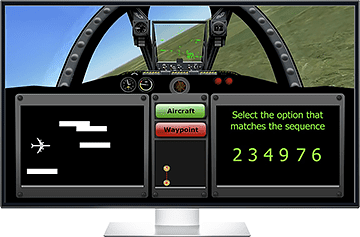 Aircraft
Waypoint
Select the option that
matches the sequence
2 3 4 9 7 6